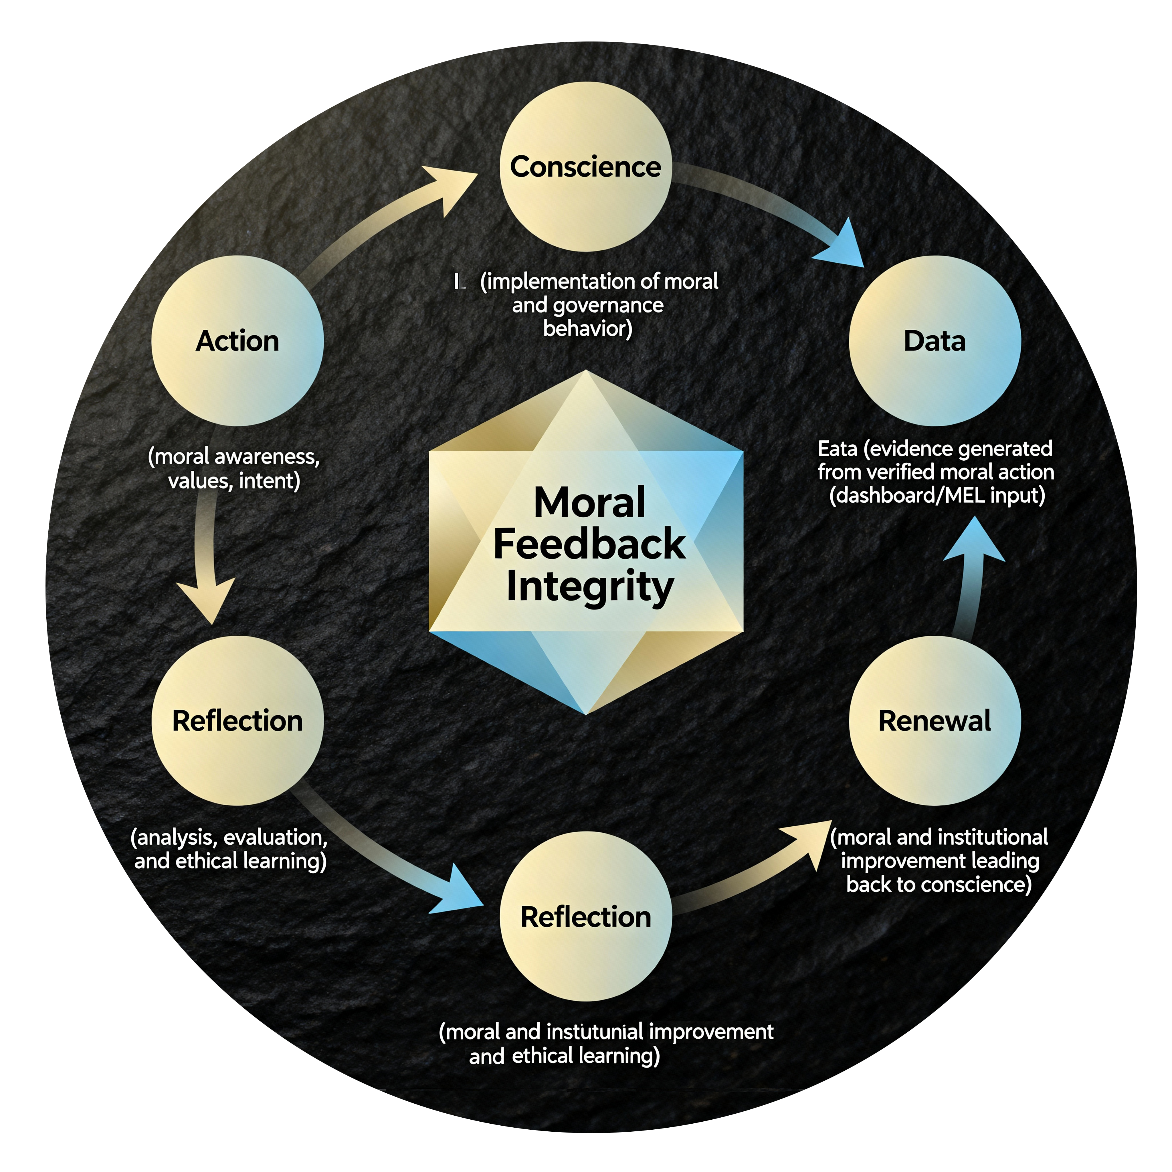 Conscience
L (implementation of moral
and governance
behavior)
Action
(moral awareness,
values, intent)
Data
Eata (evidence generated
from verified moral action
(dashboard/MEL input)
Moral
Feedback
Integrity
Reflection
(analysis, evaluation,
and ethical learning)
Renewal
(moral and institutional
improvement leading
back to conscience)
Reflection
(moral and instıtutunial improvement
and ethical learning)